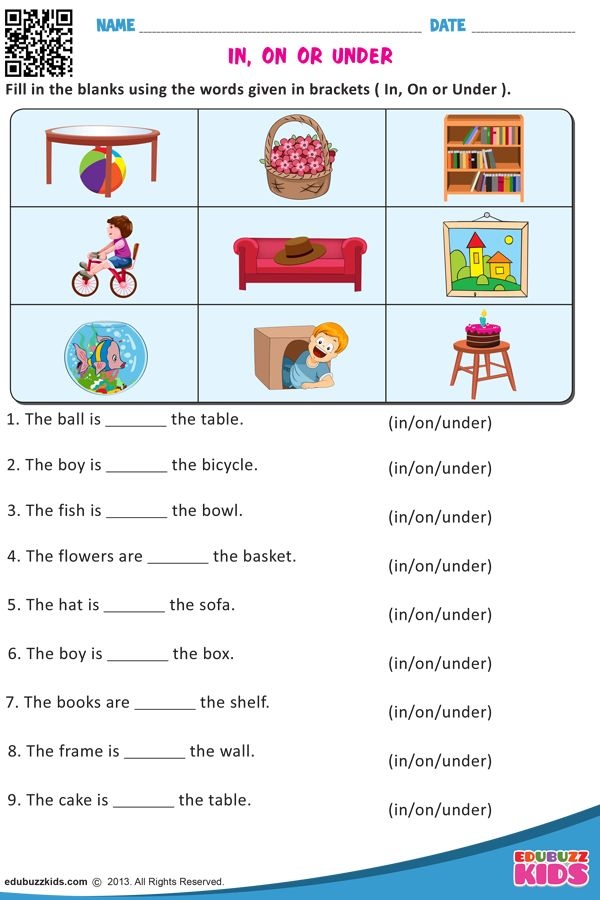 NAME ______________________ DATE ____________
IN, ON OR UNDER
Fill in the blanks using the words given in brackets ( In, On or Under ).
1. The ball is _______ the table. (in/on/under)
2. The boy is _______ the bicycle. (in/on/under)
3. The fish is _______ the bowl. (in/on/under)
4. The flowers are _______ the basket. (in/on/under)
5. The hat is _______ the sofa. (in/on/under)
6. The boy is _______ the box. (in/on/under)
7. The books are _______ the shelf. (in/on/under)
8. The frame is _______ the wall. (in/on/under)
9. The cake is _______ the table. (in/on/under)
EDUBUZZ
KIDS
edubuzzkids.com © 2013. All Rights Reserved.